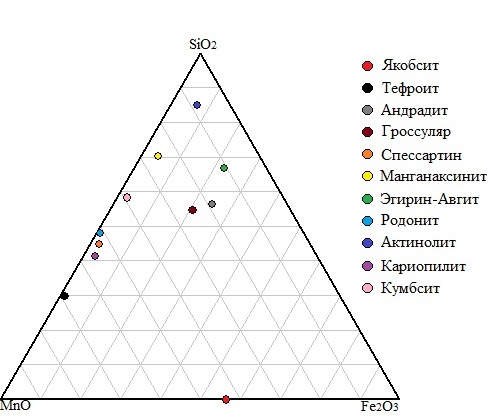 SiO2
Якобсит
Тефроит
Андрадит
Гроссуляр
Спессартин
Манганаксинит
Эгирин-Авгит
Родонит
Актинолит
Кариопилит
Кумбсит
MnO
Fe2O3